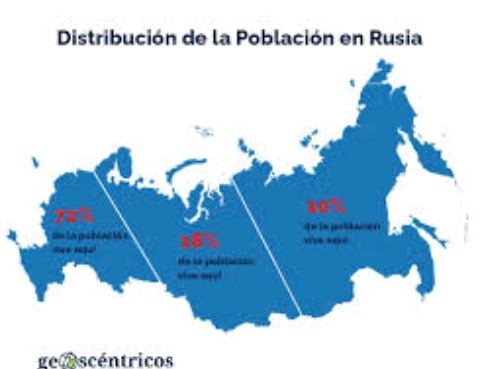 Distribución de la Población en Rusia
72%
de la población
vive aquí
18%
de la población
vive aquí
10%
de la población
vive aquí
geoscéntricos